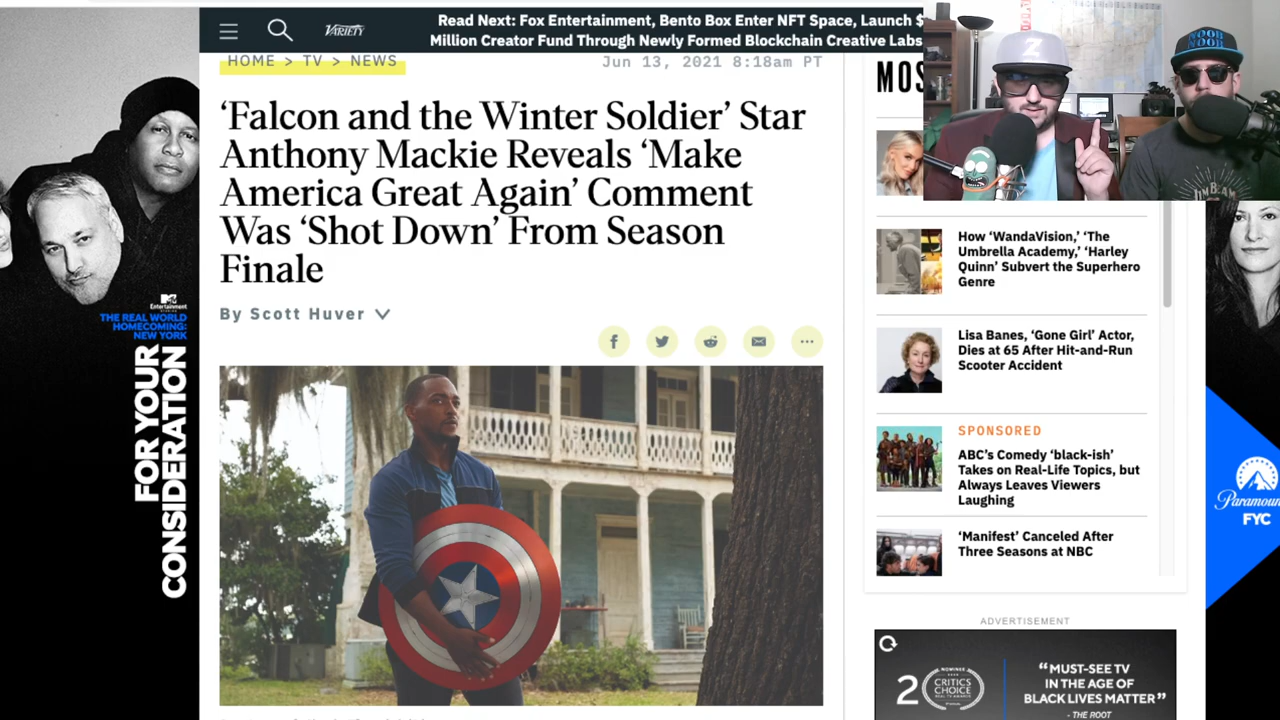 VARIETY
Read Next: Fox Entertainment, Bento Box Enter NFT Space, Launch $
Million Creator Fund Through Newly Formed Blockchain Creative Labs
HOME > TV > NEWS
Jun 13, 2021 8:18am PT
‘Falcon and the Winter Soldier’ Star
Anthony Mackie Reveals ‘Make
America Great Again’ Comment
Was ‘Shot Down’ From Season
Finale
By Scott Huver
MOS
How ‘WandaVision,’ ‘The
Umbrella Academy,’ ‘Harley
Quinn’ Subvert the Superhero
Genre
Lisa Banes, ‘Gone Girl’ Actor,
Dies at 65 After Hit-and-Run
Scooter Accident
SPONSORED
ABC’s Comedy ‘black-ish’
Takes on Real-Life Topics, but
Always Leaves Viewers
Laughing
‘Manifest’ Canceled After
Three Seasons at NBC
ADVERTISEMENT
2
NOMINEE
CRITICS
CHOICE
“MUST-SEE TV
IN THE AGE OF
BLACK LIVES MATTER”
- THE ROOT
MTV
Entertainment
THE REAL WORLD
HOMECOMING:
NEW YORK
FOR YOUR
CONSIDERATION
Paramount
FYC
Z
NOOB
NOOB
JIM BEAM